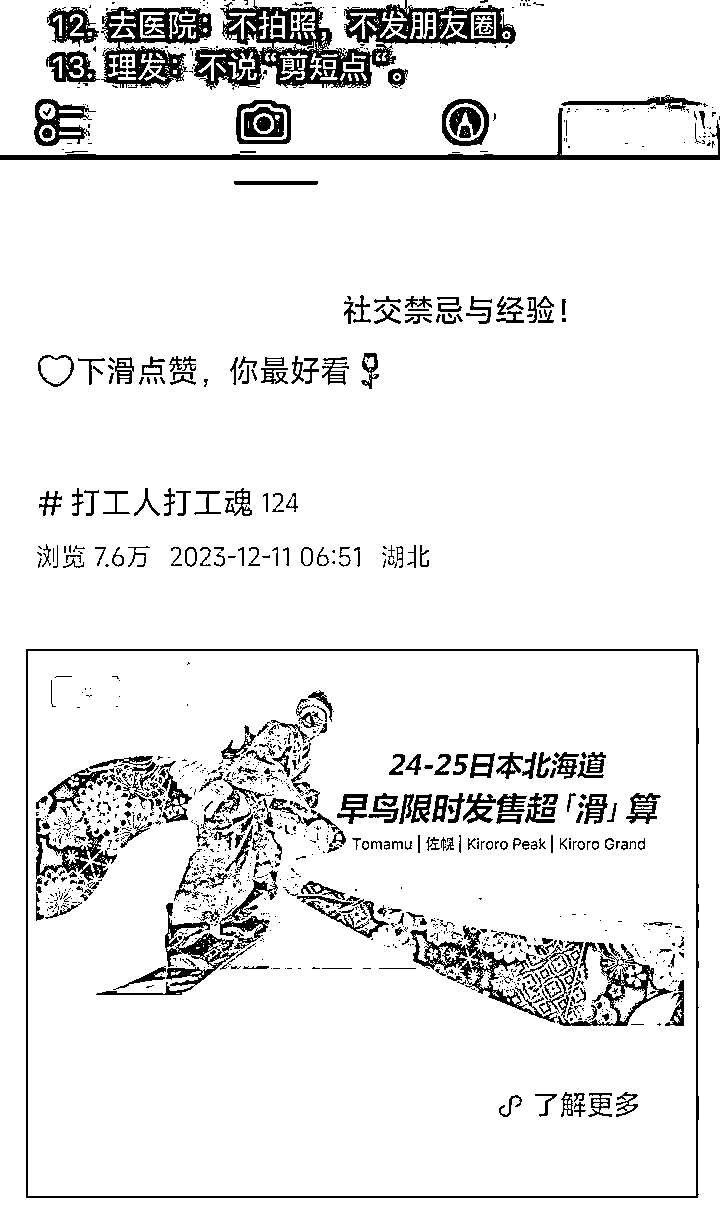 12. 去医院：不拍照，不发朋友圈。
13. 理发：不说“剪短点“。
社交禁忌与经验！
下滑点赞，你最好看
# 打工人打工魂 124
浏览 7.6万 2023-12-11 06:51 湖北
24-25日本北海道
早鸟限时发售超「滑」算
Tomamu | 佐幌 | Kiroro Peak | Kiroro Grand
了解更多